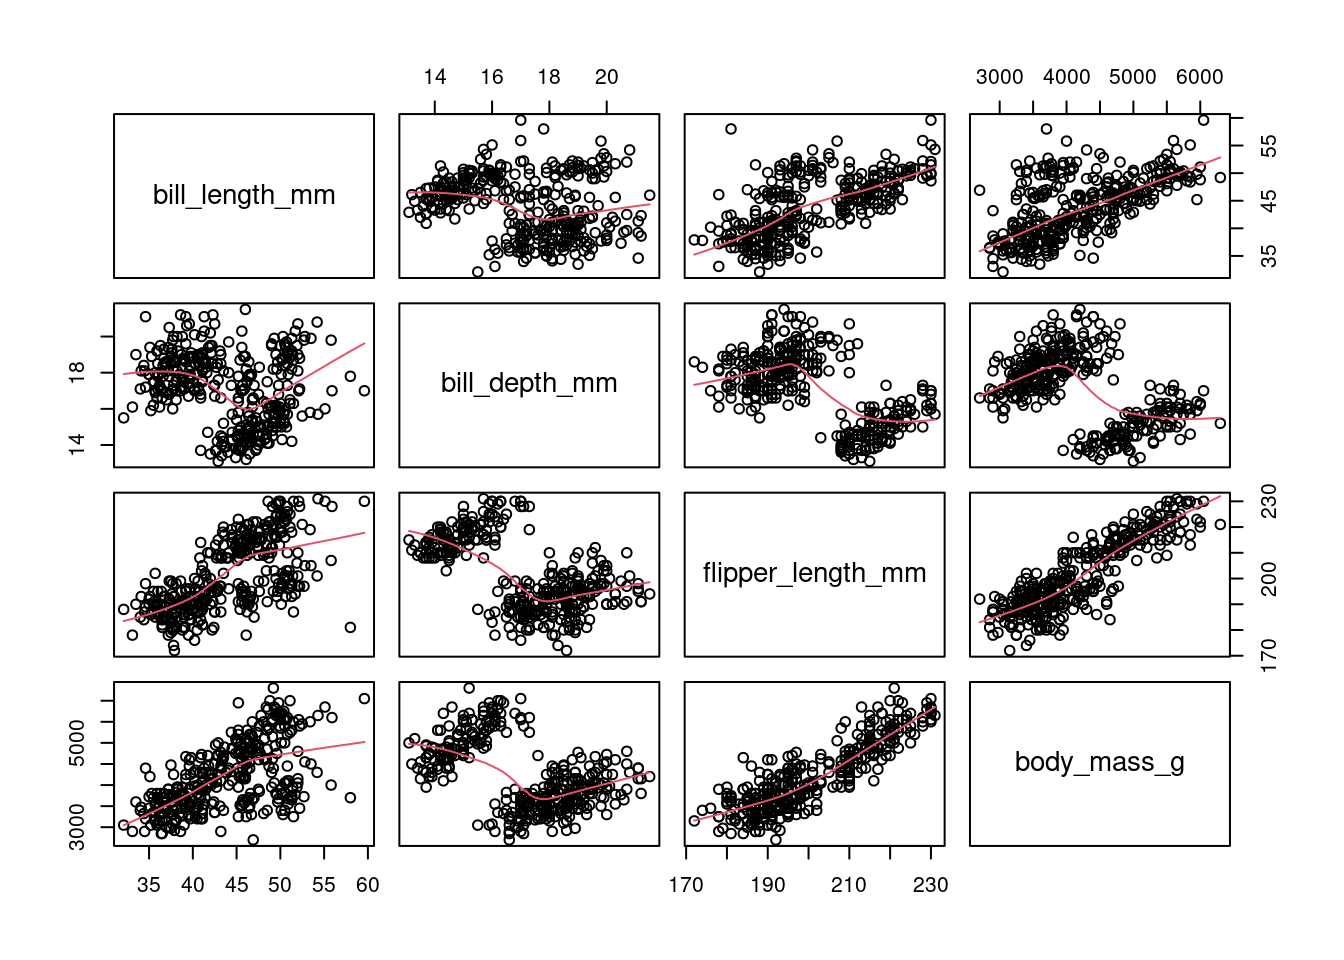 14 16 18 20
3000 4000 5000 6000
bill_length_mm
35 45 55
14 18
bill_depth_mm
flipper_length_mm
170 200 230
3000 5000
body_mass_g
35 40 45 50 55 60
170 190 210 230